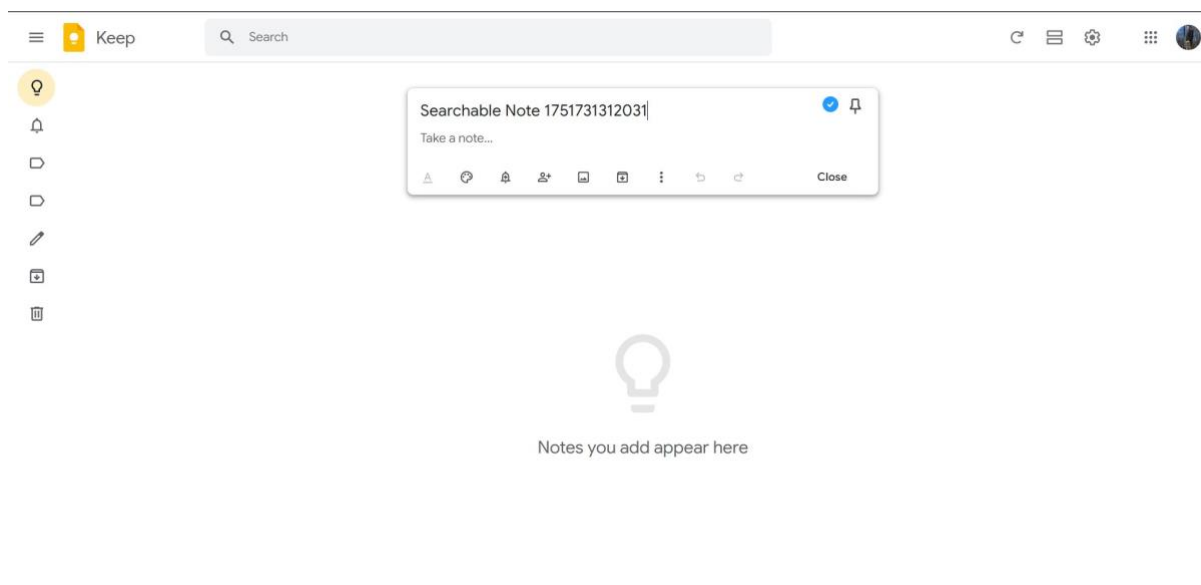 Keep
Search
Searchable Note 1751731312031
Take a note...
A
Close
Notes you add appear here